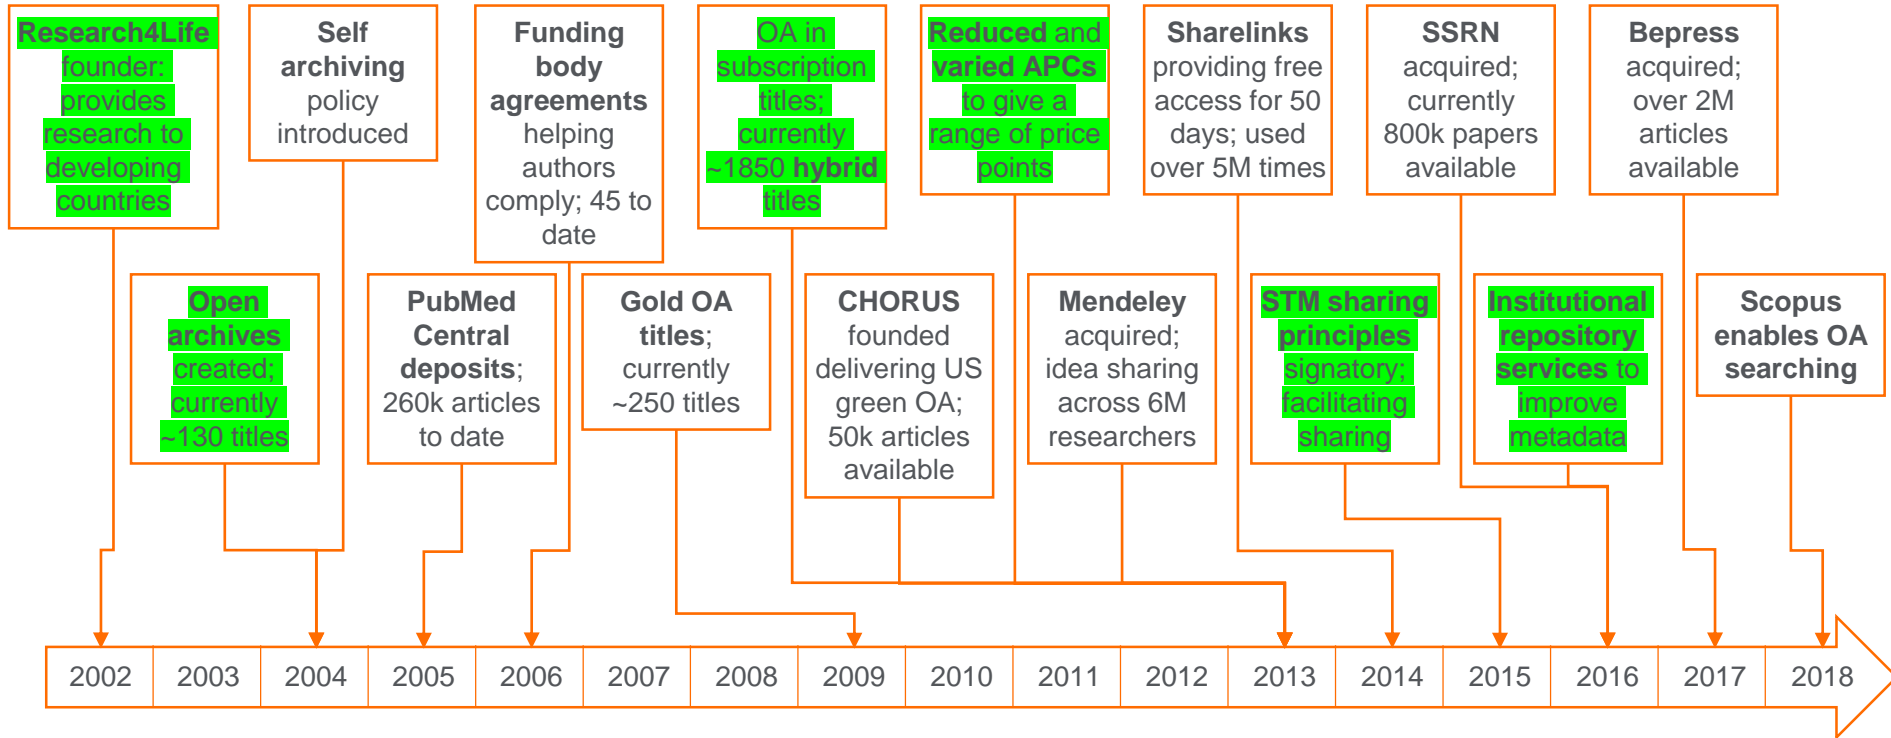 Research4Life
founder:
provides
research to
developing
countries
Self
archiving
policy
introduced
Funding
body
agreements
helping
authors
comply; 45 to
date
OA in
subscription
titles;
currently
~1850 hybrid
titles
Reduced and
varied APCs
to give a
range of price
points
Sharelinks
providing free
access for 50
days; used
over 5M times
SSRN
acquired;
currently
800k papers
available
Bepress
acquired;
over 2M
articles
available
Open
archives
created;
currently
~130 titles
PubMed
Central
deposits;
260k articles
to date
Gold OA
titles;
currently
~250 titles
CHORUS
founded
delivering US
green OA;
50k articles
available
Mendeley
acquired;
idea sharing
across 6M
researchers
STM sharing
principles
signatory;
facilitating
sharing
Institutional
repository
services to
improve
metadata
Scopus
enables OA
searching
2002 2003 2004 2005 2006 2007 2008 2009 2010 2011 2012 2013 2014 2015 2016 2017 2018